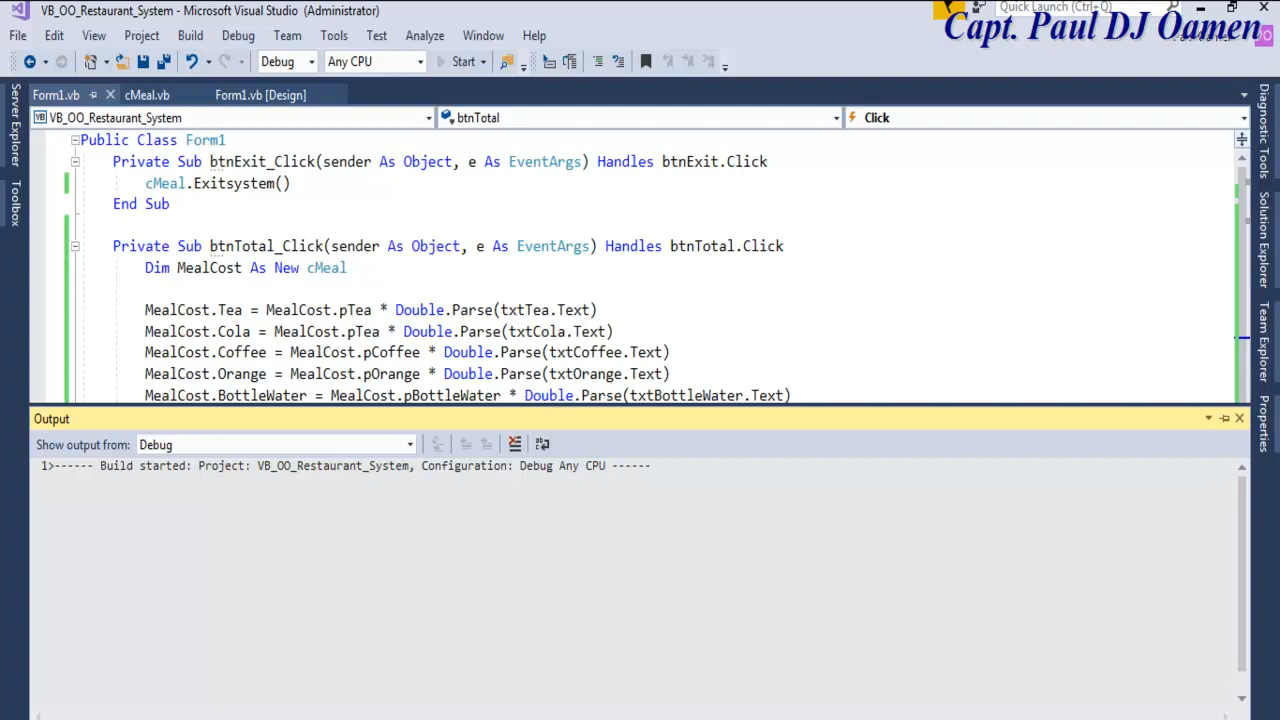 VB_OO_Restaurant_System - Microsoft Visual Studio (Administrator)
Quick Launch (Ctrl+Q)
Capt. Paul DJ Oamen
File Edit View Project Build Debug Team Tools Test Analyze Window Help
Debug Any CPU Start
Form1.vb cMeal.vb Form1.vb [Design]
VB_OO_Restaurant_System btnTotal Click
Public Class Form1
Private Sub btnExit_Click(sender As Object, e As EventArgs) Handles btnExit.Click
cMeal.Exitsystem()
End Sub
Private Sub btnTotal_Click(sender As Object, e As EventArgs) Handles btnTotal.Click
Dim MealCost As New cMeal
MealCost.Tea = MealCost.pTea * Double.Parse(txtTea.Text)
MealCost.Cola = MealCost.pTea * Double.Parse(txtCola.Text)
MealCost.Coffee = MealCost.pCoffee * Double.Parse(txtCoffee.Text)
MealCost.Orange = MealCost.pOrange * Double.Parse(txtOrange.Text)
MealCost.BottleWater = MealCost.pBottleWater * Double.Parse(txtBottleWater.Text)
Output
Show output from: Debug
1>------ Build started: Project: VB_OO_Restaurant_System, Configuration: Debug Any CPU ------
Server Explorer
Toolbox
Diagnostic Tools
Solution Explorer
Team Explorer
Properties